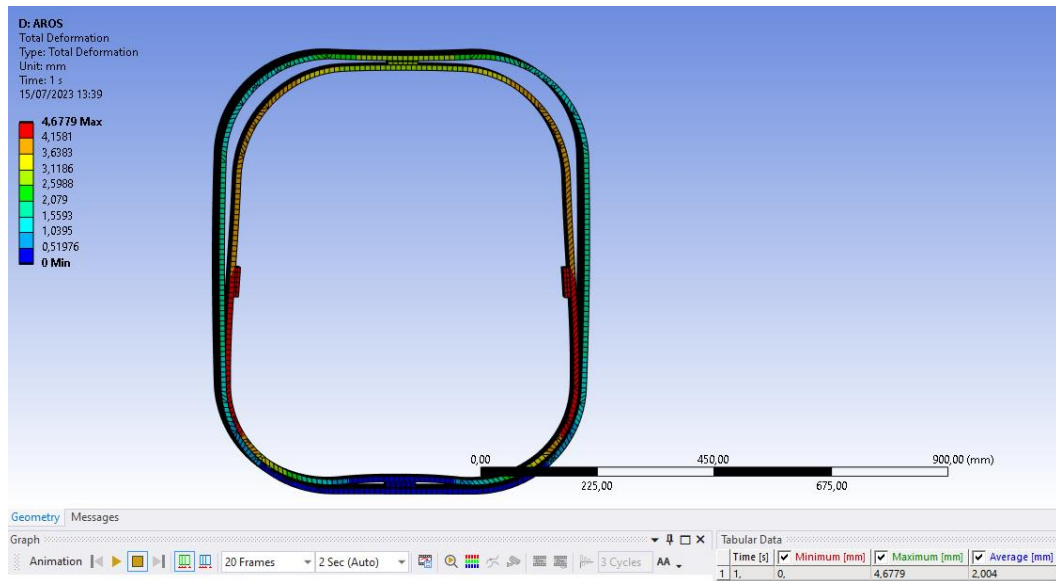 D: AROS
Total Deformation
Type: Total Deformation
Unit: mm
Time: 1 s
15/07/2023 13:39
4,6779 Max
4,1581
3,6383
3,1186
2,5988
2,079
1,5593
1,0395
0,51976
0 Min
0,00 450,00 900,00 (mm)
225,00 675,00
Geometry Messages
Graph
Animation 20 Frames 2 Sec (Auto) 3 Cycles AA
Tabular Data
Time [s] Minimum [mm] Maximum [mm] Average [mm]
1 1, 0, 4,6779 2,004